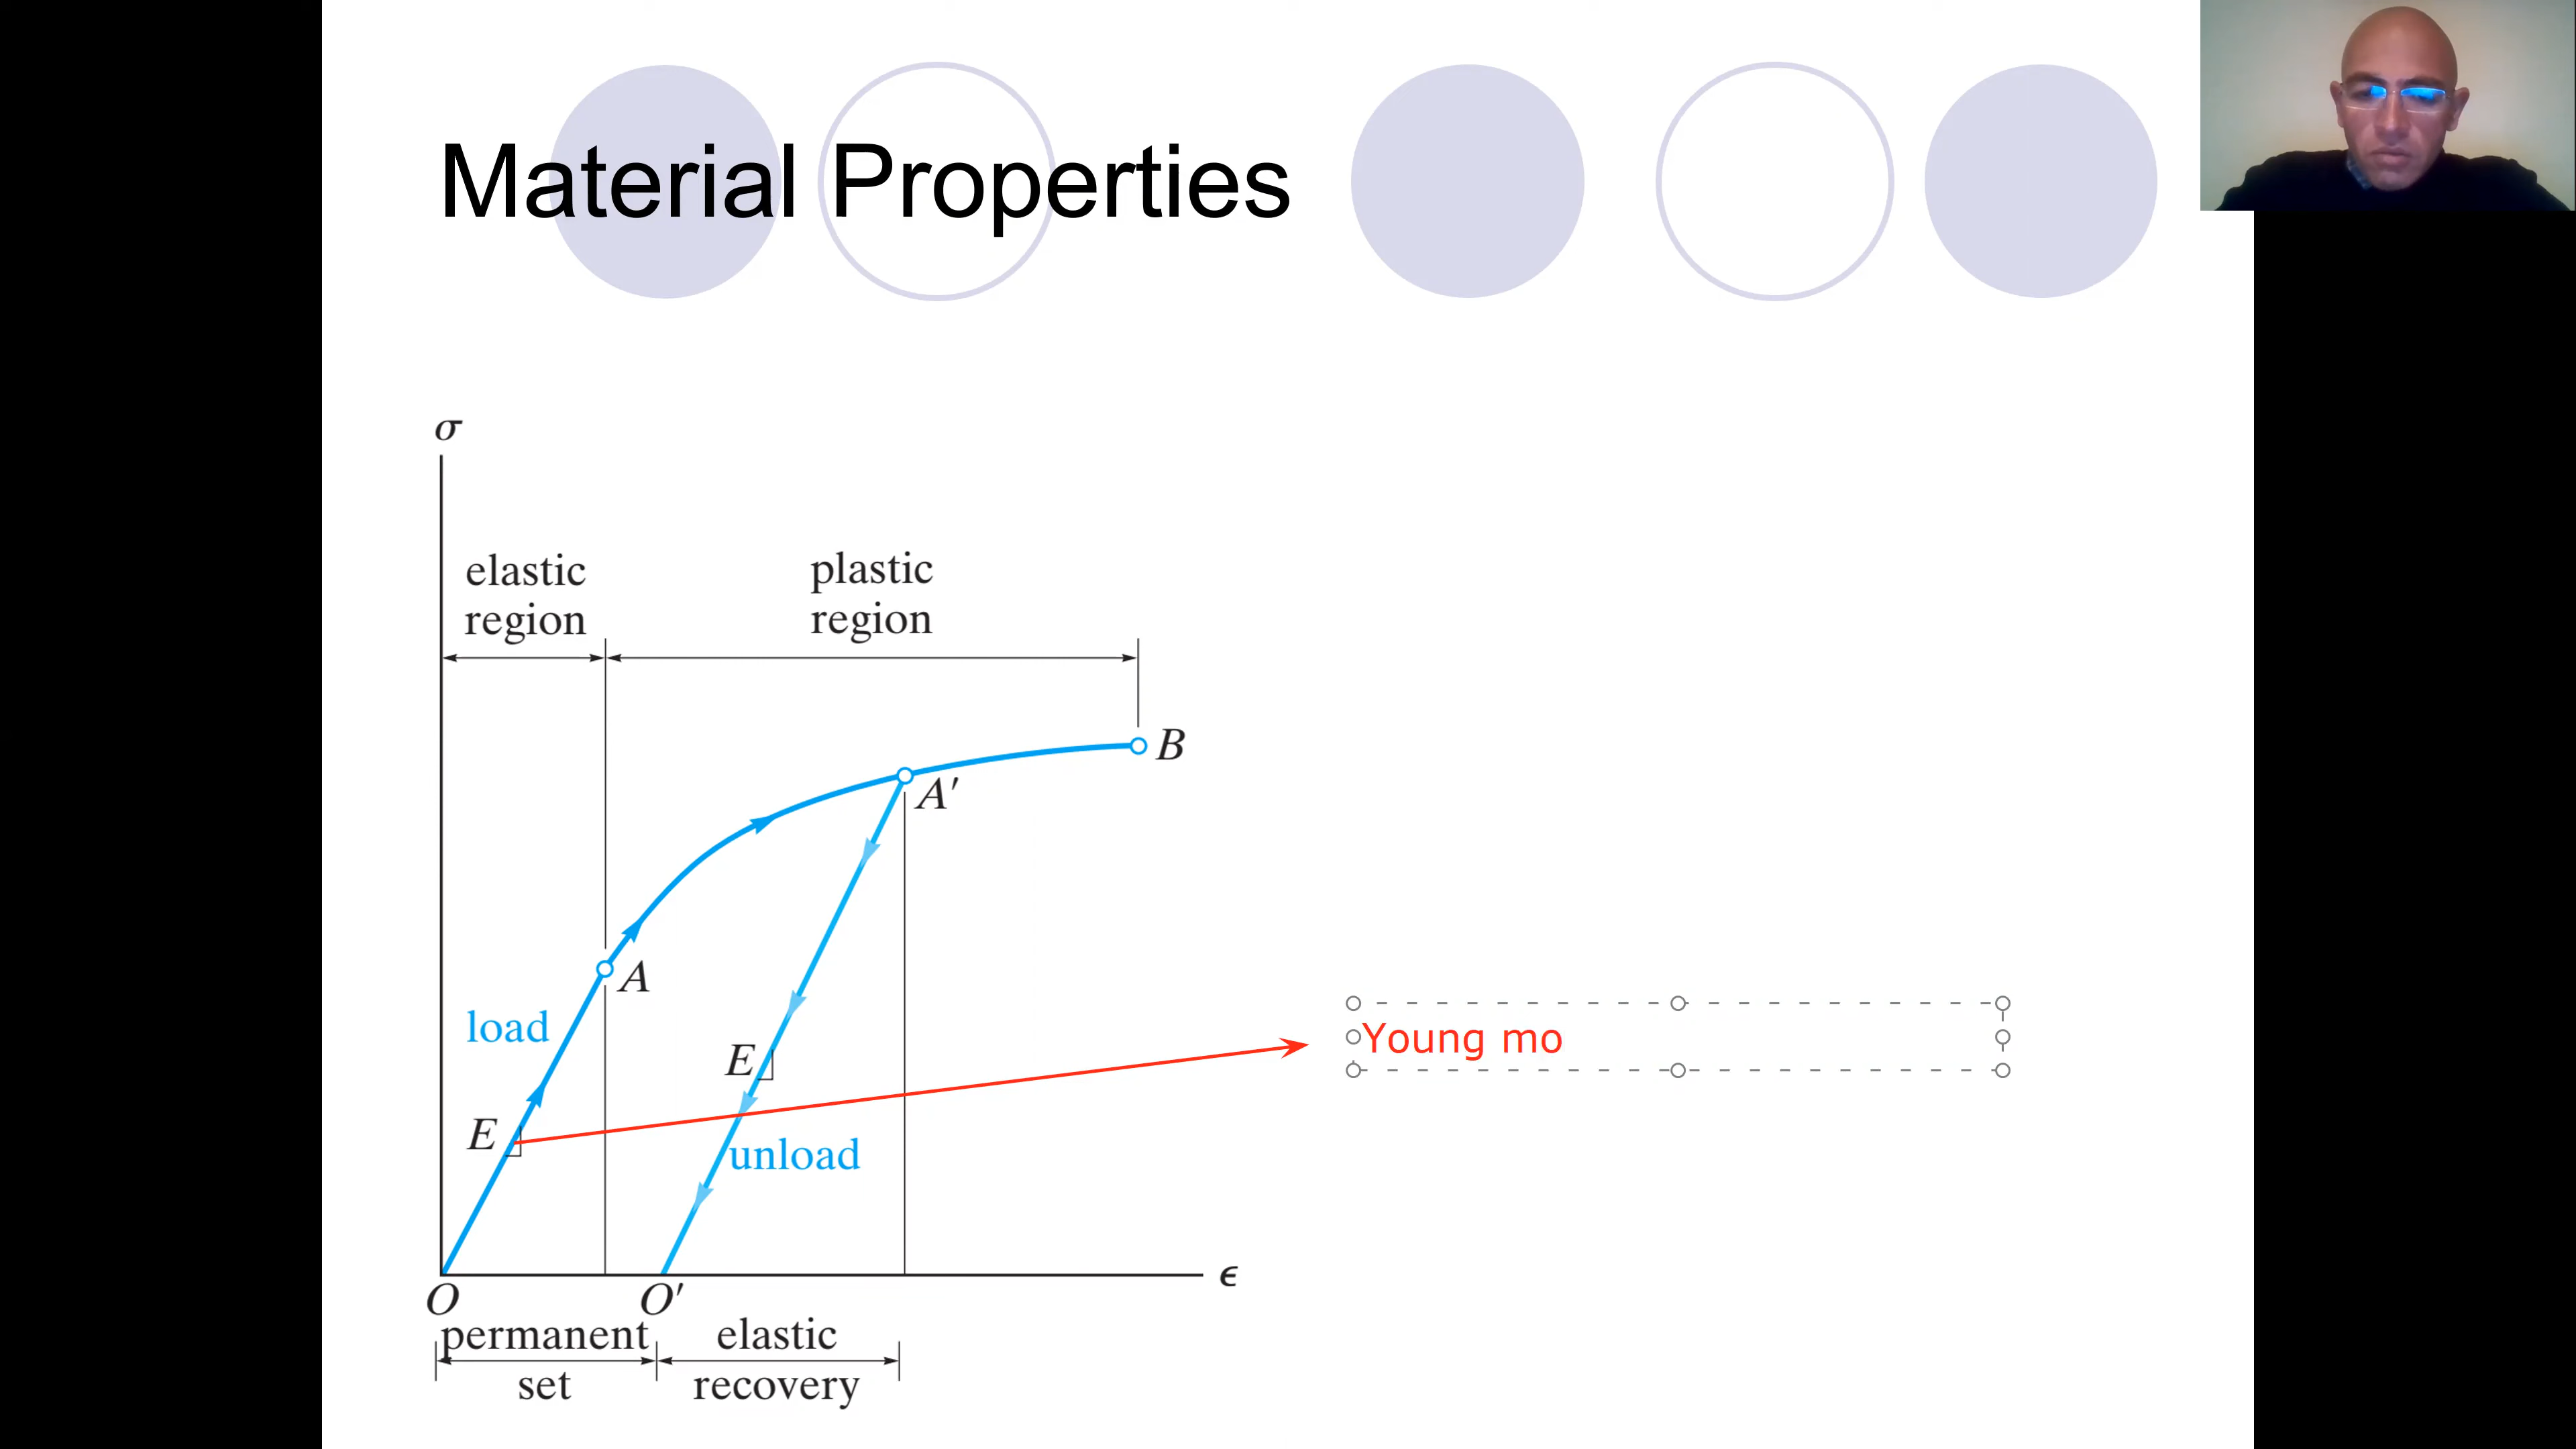 Material Properties
σ
elastic
region
plastic
region
B
A′
A
load
E
Young mo
E
unload
ϵ
O
O′
permanent
set
elastic
recovery